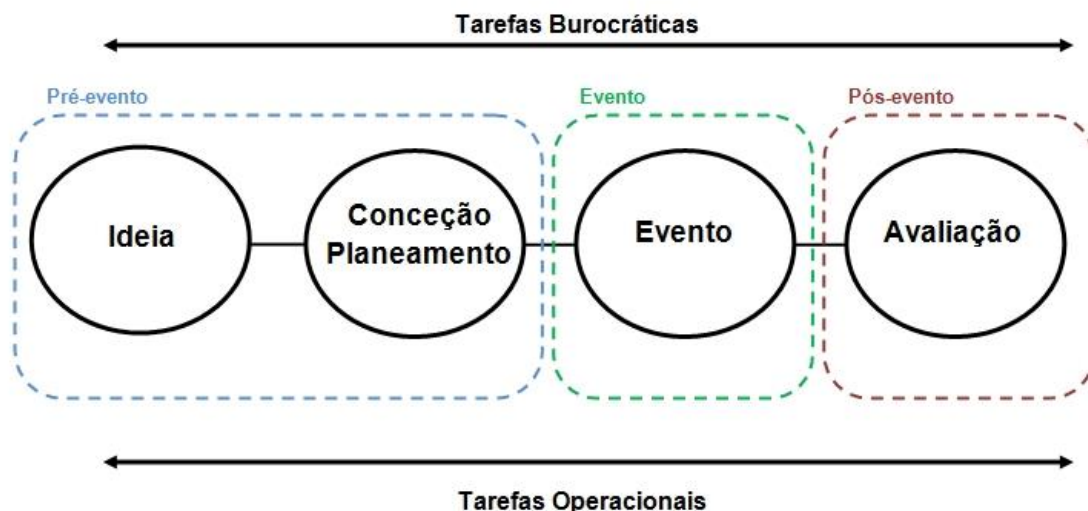 Tarefas Burocráticas
Pré-evento
Evento
Pós-evento
Ideia
Conceção
Planeamento
Evento
Avaliação
Tarefas Operacionais